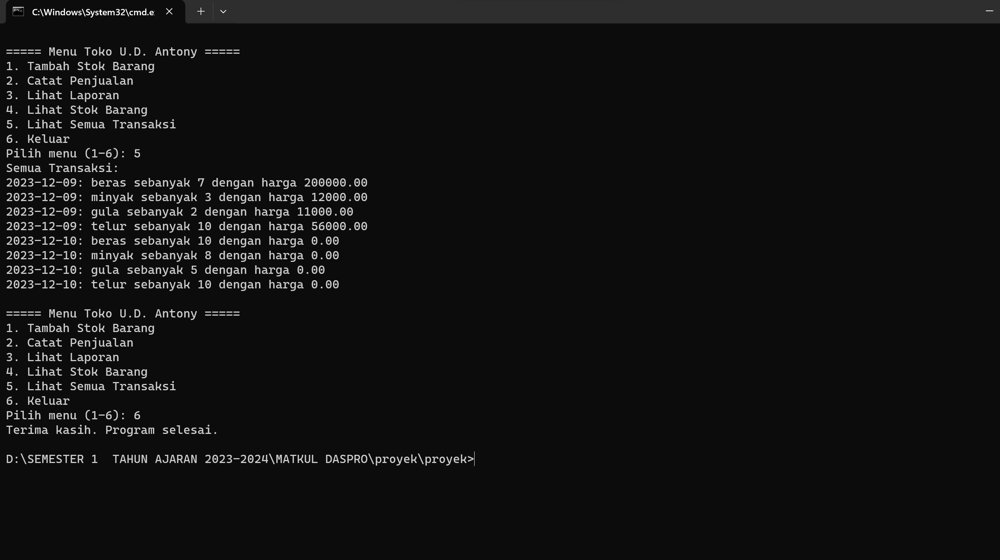 C:\Windows\System32\cmd.e
===== Menu Toko U.D. Antony =====
1. Tambah Stok Barang
2. Catat Penjualan
3. Lihat Laporan
4. Lihat Stok Barang
5. Lihat Semua Transaksi
6. Keluar
Pilih menu (1-6): 5
Semua Transaksi:
2023-12-09: beras sebanyak 7 dengan harga 200000.00
2023-12-09: minyak sebanyak 3 dengan harga 12000.00
2023-12-09: gula sebanyak 2 dengan harga 11000.00
2023-12-09: telur sebanyak 10 dengan harga 56000.00
2023-12-10: beras sebanyak 10 dengan harga 0.00
2023-12-10: minyak sebanyak 8 dengan harga 0.00
2023-12-10: gula sebanyak 5 dengan harga 0.00
2023-12-10: telur sebanyak 10 dengan harga 0.00
===== Menu Toko U.D. Antony =====
1. Tambah Stok Barang
2. Catat Penjualan
3. Lihat Laporan
4. Lihat Stok Barang
5. Lihat Semua Transaksi
6. Keluar
Pilih menu (1-6): 6
Terima kasih. Program selesai.
D:\SEMESTER 1  TAHUN AJARAN 2023-2024\MATKUL DASPRO\proyek\proyek>